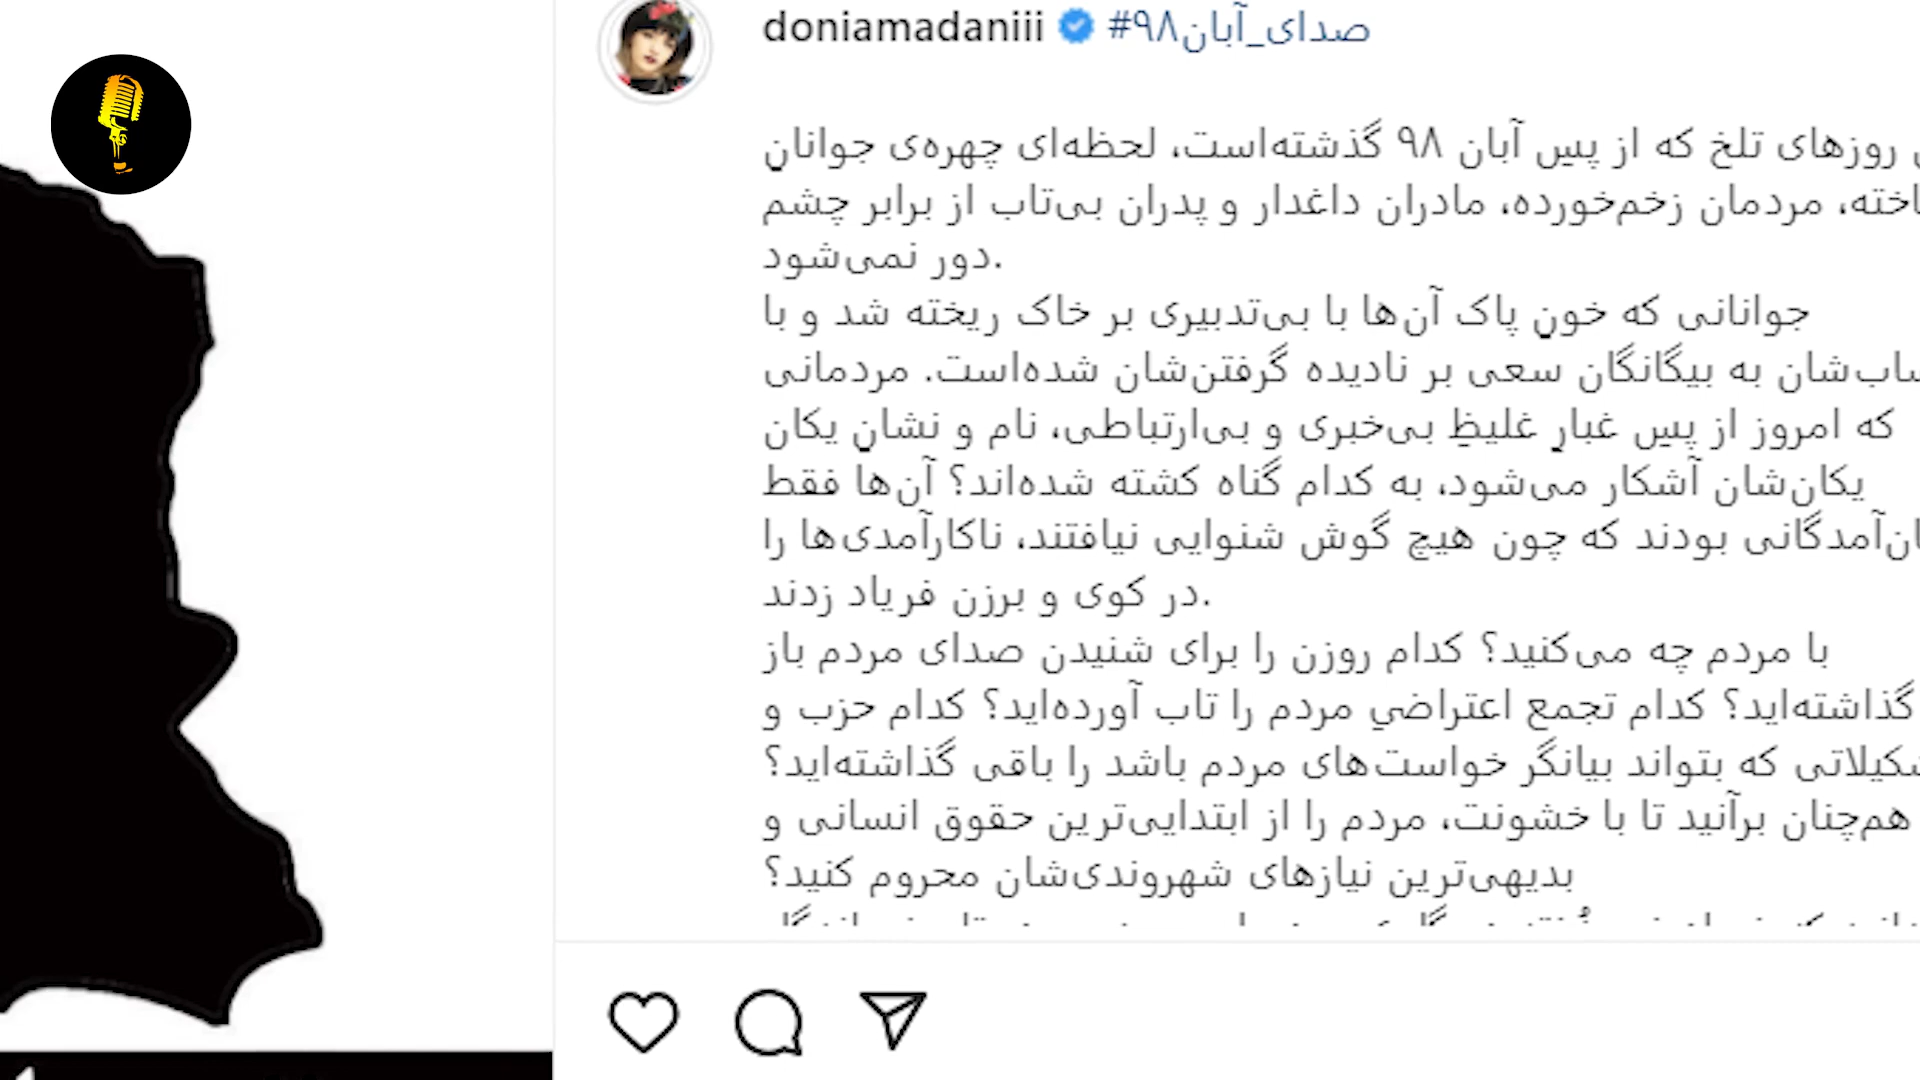 doniamadaniii #صدای_آبان۹۸
روزهای تلخ که از پسِ آبان ۹۸ گذشته‌است، لحظه‌ای چهره‌ی جوانانِ
مردمان زخم‌خورده، مادران داغدار و پدران بی‌تاب از برابر چشم
دور نمی‌شود.
جوانانی که خونِ پاک آن‌ها با بی‌تدبیری بر خاک ریخته شد و با
به بیگانگان سعی بر نادیده گرفتن‌شان شده‌است. مردمانی
که امروز از پسِ غبارِ غلیظِ بی‌خبری و بی‌ارتباطی، نام و نشانِ یکان
یکان‌شان آشکار می‌شود، به کدام گناه کشته شده‌اند؟ آن‌ها فقط
بودند که چون هیچ گوش شنوایی نیافتند، ناکارآمدی‌ها را
در کوی و برزن فریاد زدند.
با مردم چه می‌کنید؟ کدام روزن را برای شنیدن صدای مردم باز
گذاشته‌اید؟ کدام تجمع اعتراضیِ مردم را تاب آورده‌اید؟ کدام حزب و
که بتواند بیانگر خواست‌های مردم باشد را باقی گذاشته‌اید؟
هم‌چنان برآنید تا با خشونت، مردم را از ابتدایی‌ترین حقوق انسانی و
بدیهی‌ترین نیازهای شهروندی‌شان محروم کنید؟